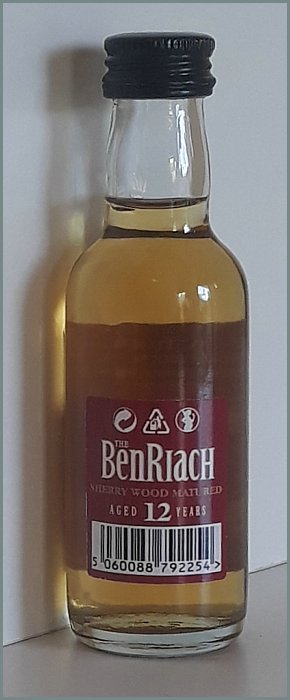 THE
BENRIACH
SHERRY WOOD MATURED
AGED 12 YEARS
5 060088 792254 >